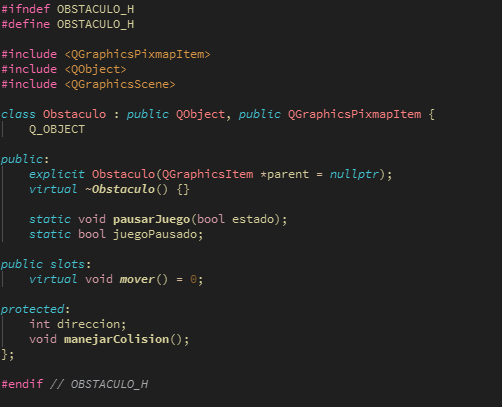 #ifndef OBSTACULO_H
#define OBSTACULO_H

#include <QGraphicsPixmapItem>
#include <QObject>
#include <QGraphicsScene>

class Obstaculo : public QObject, public QGraphicsPixmapItem {
    Q_OBJECT

public:
    explicit Obstaculo(QGraphicsItem *parent = nullptr);
    virtual ~Obstaculo() {}

    static void pausarJuego(bool estado);
    static bool juegoPausado;

public slots:
    virtual void mover() = 0;

protected:
    int direccion;
    void manejarColision();
};

#endif // OBSTACULO_H